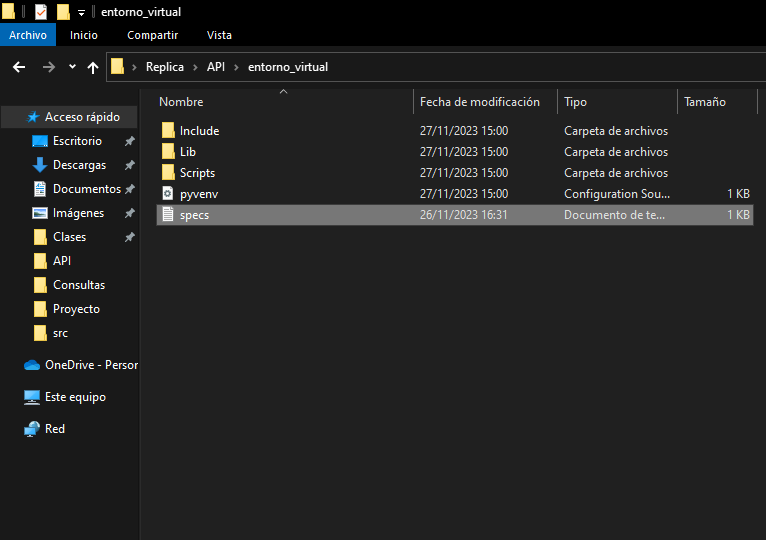 entorno_virtual
Archivo Inicio Compartir Vista
Replica > API > entorno_virtual
Nombre Fecha de modificación Tipo Tamaño
Acceso rápido
Escritorio
Descargas
Documentos
Imágenes
Clases
API
Consultas
Proyecto
src
OneDrive - Person
Este equipo
Red
Include 27/11/2023 15:00 Carpeta de archivos
Lib 27/11/2023 15:00 Carpeta de archivos
Scripts 27/11/2023 15:00 Carpeta de archivos
pyvenv 27/11/2023 15:00 Configuration Sou... 1 KB
specs 26/11/2023 16:31 Documento de te... 1 KB